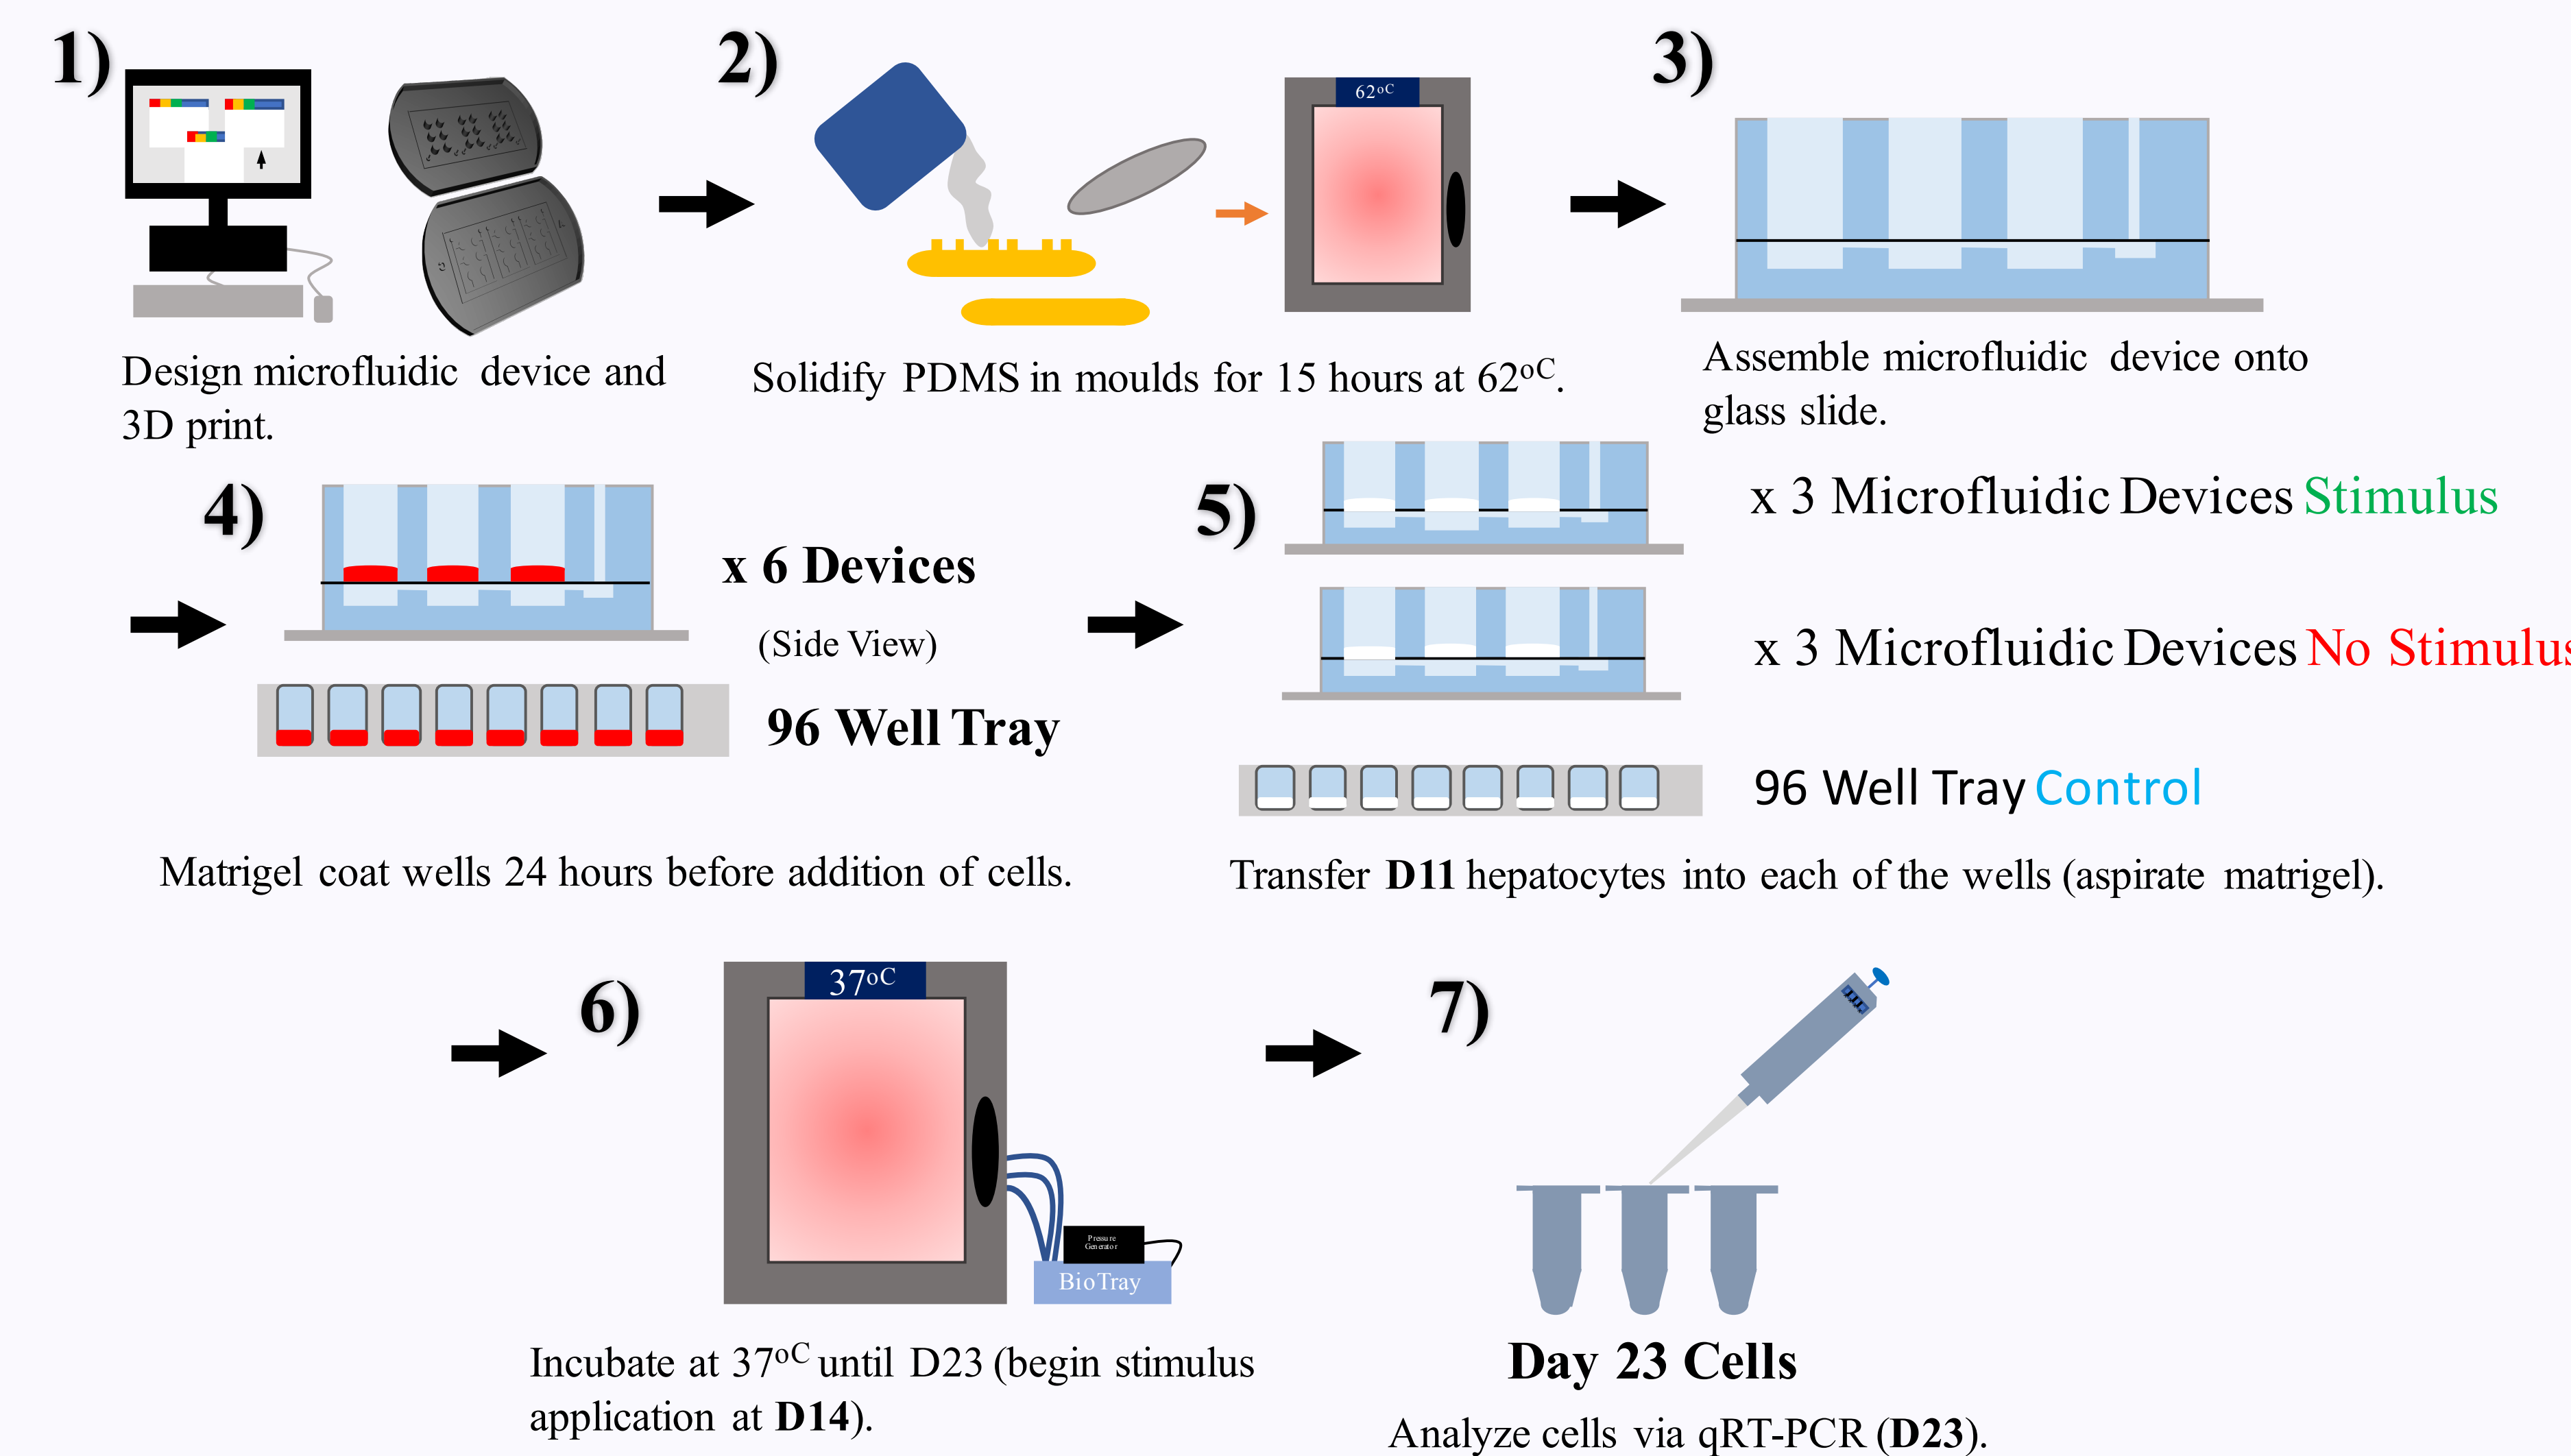 1)
2)
62oC
3)
Design microfluidic device and
3D print.
Solidify PDMS in moulds for 15 hours at 62oC.
Assemble microfluidic device onto
glass slide.
4)
x 6 Devices
(Side View)
96 Well Tray
Matrigel coat wells 24 hours before addition of cells.
5)
x 3 Microfluidic Devices Stimulus
x 3 Microfluidic Devices No Stimulus
96 Well Tray Control
Transfer D11 hepatocytes into each of the wells (aspirate matrigel).
6)
37oC
Pressure
Generator
BioTray
Incubate at 37oC until D23 (begin stimulus
application at D14).
7)
Day 23 Cells
Analyze cells via qRT-PCR (D23).